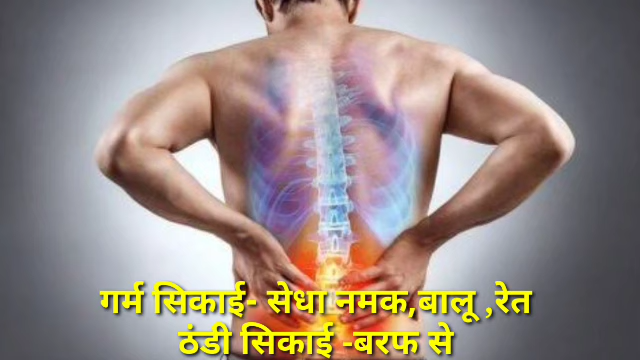 गर्म सिकाई- सेधा नमक,बालू ,रेत
ठंडी सिकाई -बरफ से